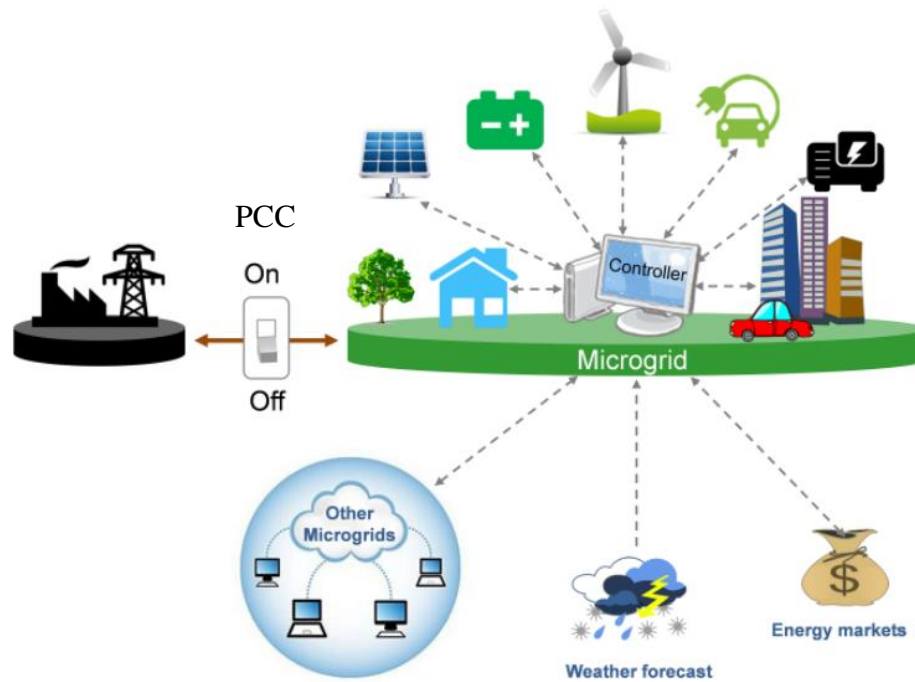 PCC
On
Off
Controller
Microgrid
Other
Microgrids
Weather forecast
$
Energy markets